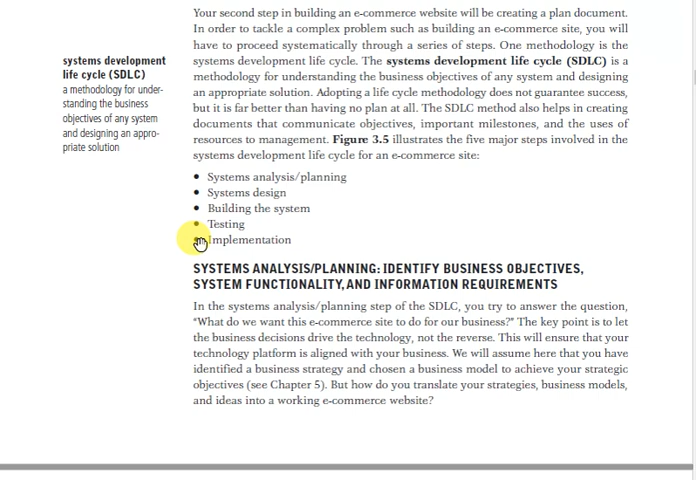 Your second step in building an e-commerce website will be creating a plan document.
In order to tackle a complex problem such as building an e-commerce site, you will
have to proceed systematically through a series of steps. One methodology is the
systems development life cycle. The systems development life cycle (SDLC) is a
methodology for understanding the business objectives of any system and designing
an appropriate solution. Adopting a life cycle methodology does not guarantee success,
but it is far better than having no plan at all. The SDLC method also helps in creating
documents that communicate objectives, important milestones, and the uses of
resources to management. Figure 3.5 illustrates the five major steps involved in the
systems development life cycle for an e-commerce site:
systems development
life cycle (SDLC)
a methodology for under-
standing the business
objectives of any system
and designing an appro-
priate solution
• Systems analysis/planning
• Systems design
• Building the system
• Testing
• Implementation
SYSTEMS ANALYSIS/PLANNING: IDENTIFY BUSINESS OBJECTIVES,
SYSTEM FUNCTIONALITY, AND INFORMATION REQUIREMENTS
In the systems analysis/planning step of the SDLC, you try to answer the question,
"What do we want this e-commerce site to do for our business?" The key point is to let
the business decisions drive the technology, not the reverse. This will ensure that your
technology platform is aligned with your business. We will assume here that you have
identified a business strategy and chosen a business model to achieve your strategic
objectives (see Chapter 5). But how do you translate your strategies, business models,
and ideas into a working e-commerce website?